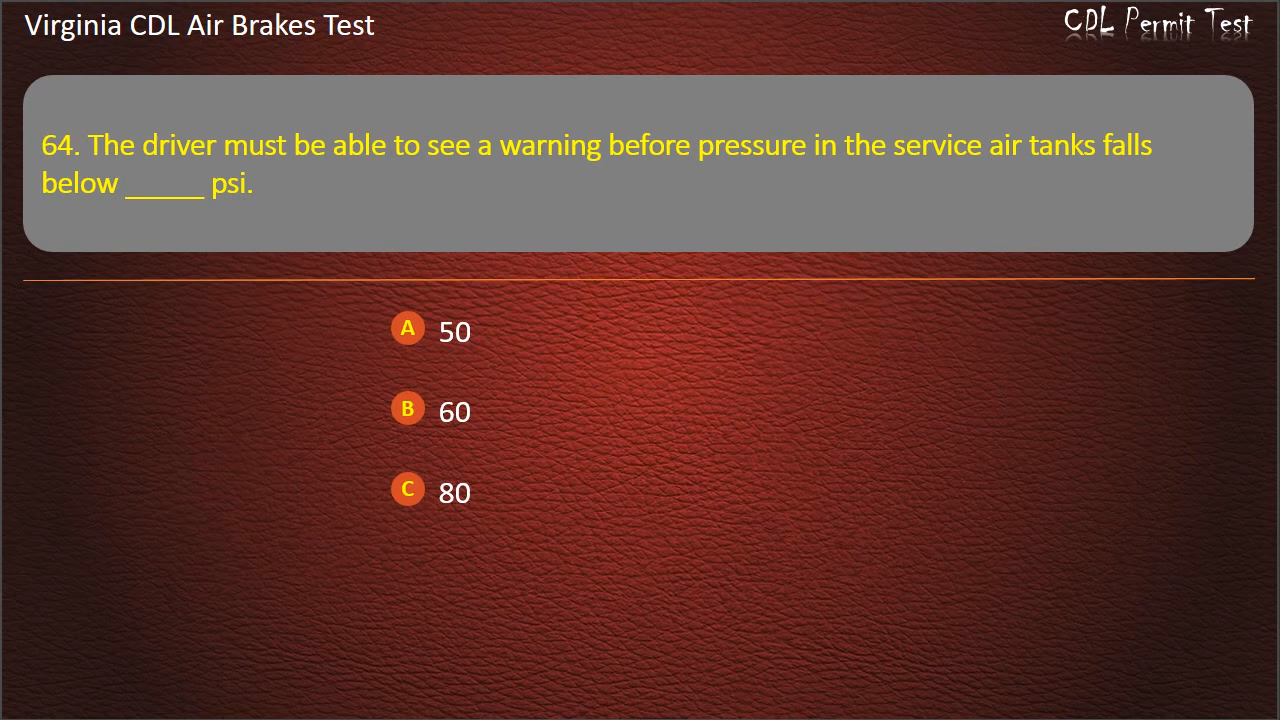 Virginia CDL Air Brakes Test
CDL Permit Test
64. The driver must be able to see a warning before pressure in the service air tanks falls
below _____ psi.
A 50
B 60
C 80